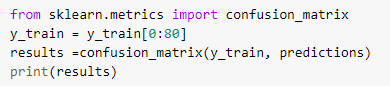 from sklearn.metrics import confusion_matrix
y_train = y_train[0:80]
results =confusion_matrix(y_train, predictions)
print(results)